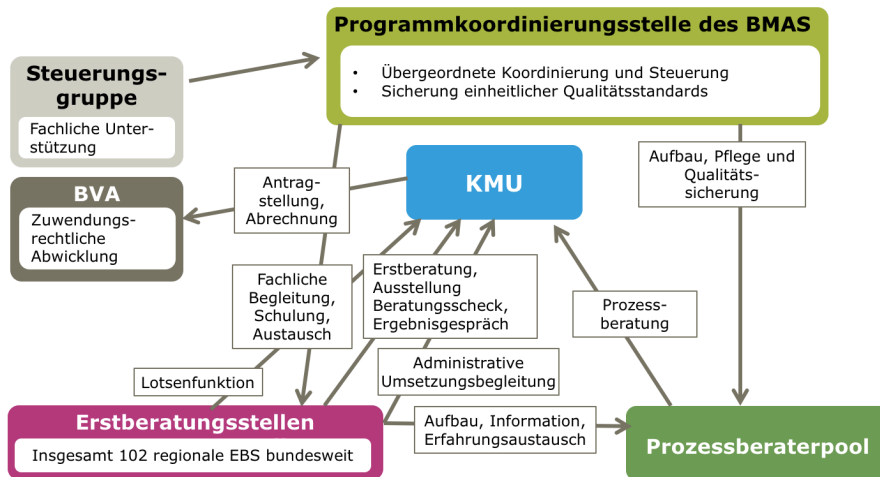 Programmkoordinierungsstelle des BMAS
• Übergeordnete Koordinierung und Steuerung
• Sicherung einheitlicher Qualitätsstandards
Steuerungs-
gruppe
Fachliche Unter-
stützung
BVA
Zuwendungs-
rechtliche
Abwicklung
Antrag-
stellung,
Abrechnung
KMU
Aufbau, Pflege und
Qualitäts-
sicherung
Fachliche
Begleitung,
Schulung,
Austausch
Erstberatung,
Ausstellung
Beratungsscheck,
Ergebnisgespräch
Prozess-
beratung
Lotsenfunktion
Administrative
Umsetzungsbegleitung
Erstberatungsstellen
Insgesamt 102 regionale EBS bundesweit
Aufbau, Information,
Erfahrungsaustausch
Prozessberaterpool